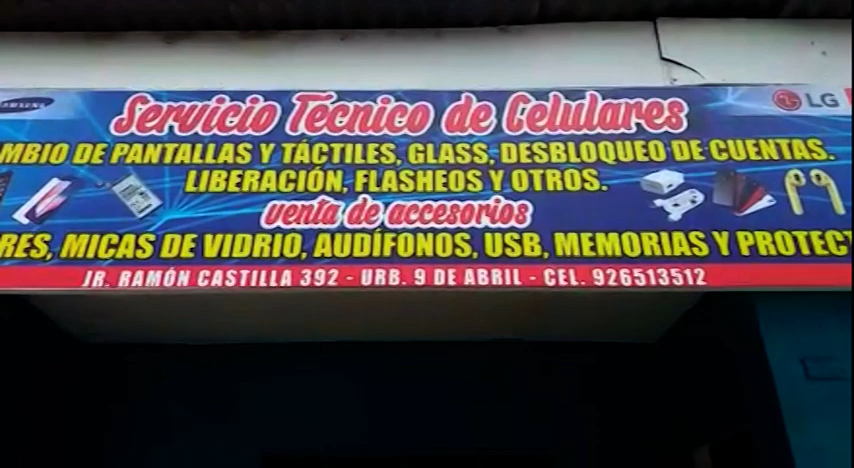 SAMSUNG
Servicio Técnico de Celulares
LG
MBIO DE PANTALLAS Y TÁCTILES, GLASS, DESBLOQUEO DE CUENTAS.
LIBERACIÓN, FLASHEOS Y OTROS.
venta de accesorios
RES, MICAS DE VIDRIO, AUDÍFONOS, USB, MEMORIAS Y PROTECT
JR. RAMÓN CASTILLA 392 - URB. 9 DE ABRIL - CEL. 926513512